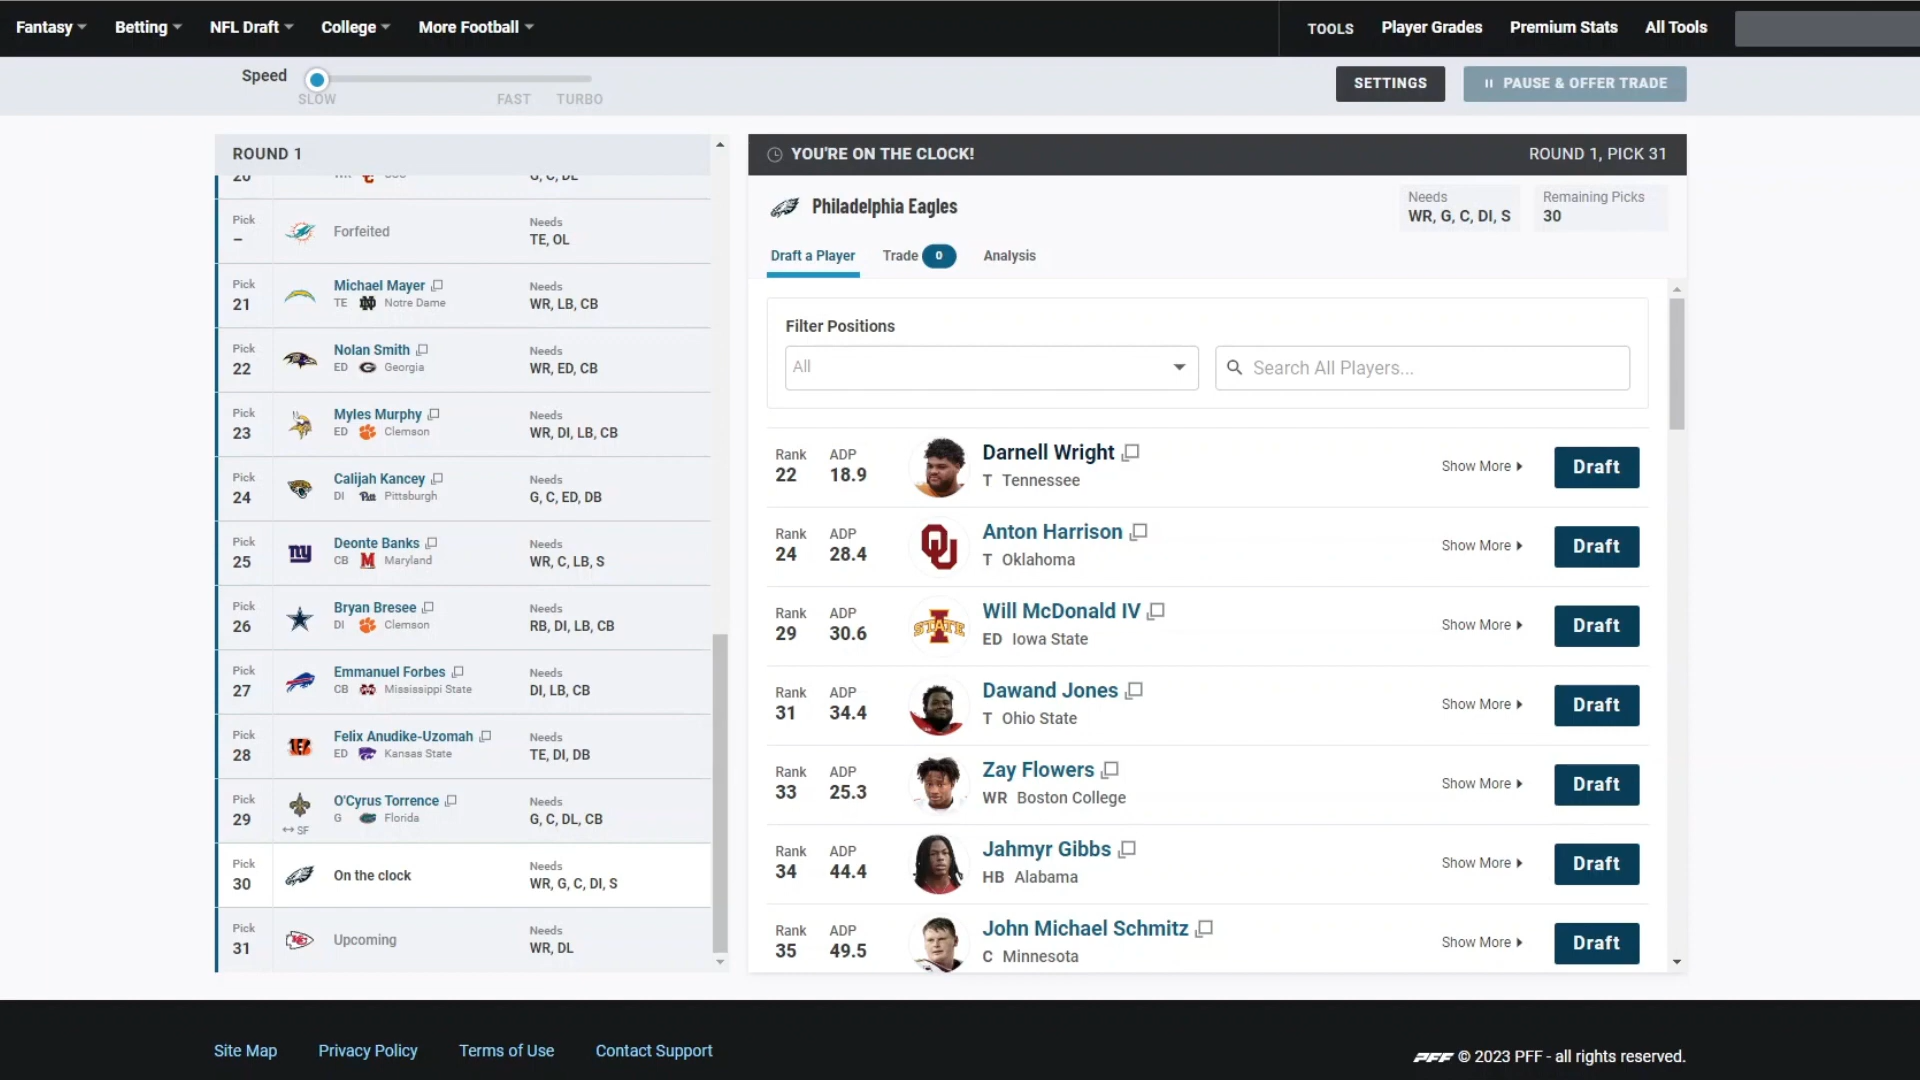 Fantasy Betting NFL Draft College More Football TOOLS Player Grades Premium Stats All Tools
Speed
SLOW FAST TURBO
SETTINGS PAUSE & OFFER TRADE
ROUND 1
20 G, C, DL
Pick – Forfeited Needs TE, OL
Pick 21 Michael Mayer TE Notre Dame Needs WR, LB, CB
Pick 22 Nolan Smith ED Georgia Needs WR, ED, CB
Pick 23 Myles Murphy ED Clemson Needs WR, DI, LB, CB
Pick 24 Calijah Kancey DI Pitt Pittsburgh Needs G, C, ED, DB
Pick 25 ny Deonte Banks CB M Maryland Needs WR, C, LB, S
Pick 26 Bryan Bresee DI Clemson Needs RB, DI, LB, CB
Pick 27 Emmanuel Forbes CB Mississippi State Needs DI, LB, CB
Pick 28 Felix Anudike-Uzomah ED Kansas State Needs TE, DI, DB
Pick 29 ↔ SF O'Cyrus Torrence G Florida Needs G, C, DL, CB
Pick 30 On the clock Needs WR, G, C, DI, S
Pick 31 Upcoming Needs WR, DL
YOU'RE ON THE CLOCK! ROUND 1, PICK 31
Philadelphia Eagles
Needs
WR, G, C, DI, S
Remaining Picks
30
Draft a Player Trade 0 Analysis
Filter Positions
All Search All Players...
Rank 22 ADP 18.9 Darnell Wright T Tennessee Show More Draft
Rank 24 ADP 28.4 OU Anton Harrison T Oklahoma Show More Draft
Rank 29 ADP 30.6 I STATE Will McDonald IV ED Iowa State Show More Draft
Rank 31 ADP 34.4 Dawand Jones T Ohio State Show More Draft
Rank 33 ADP 25.3 Zay Flowers WR Boston College Show More Draft
Rank 34 ADP 44.4 Jahmyr Gibbs HB Alabama Show More Draft
Rank 35 ADP 49.5 John Michael Schmitz C Minnesota Show More Draft
Site Map Privacy Policy Terms of Use Contact Support
PFF © 2023 PFF - all rights reserved.